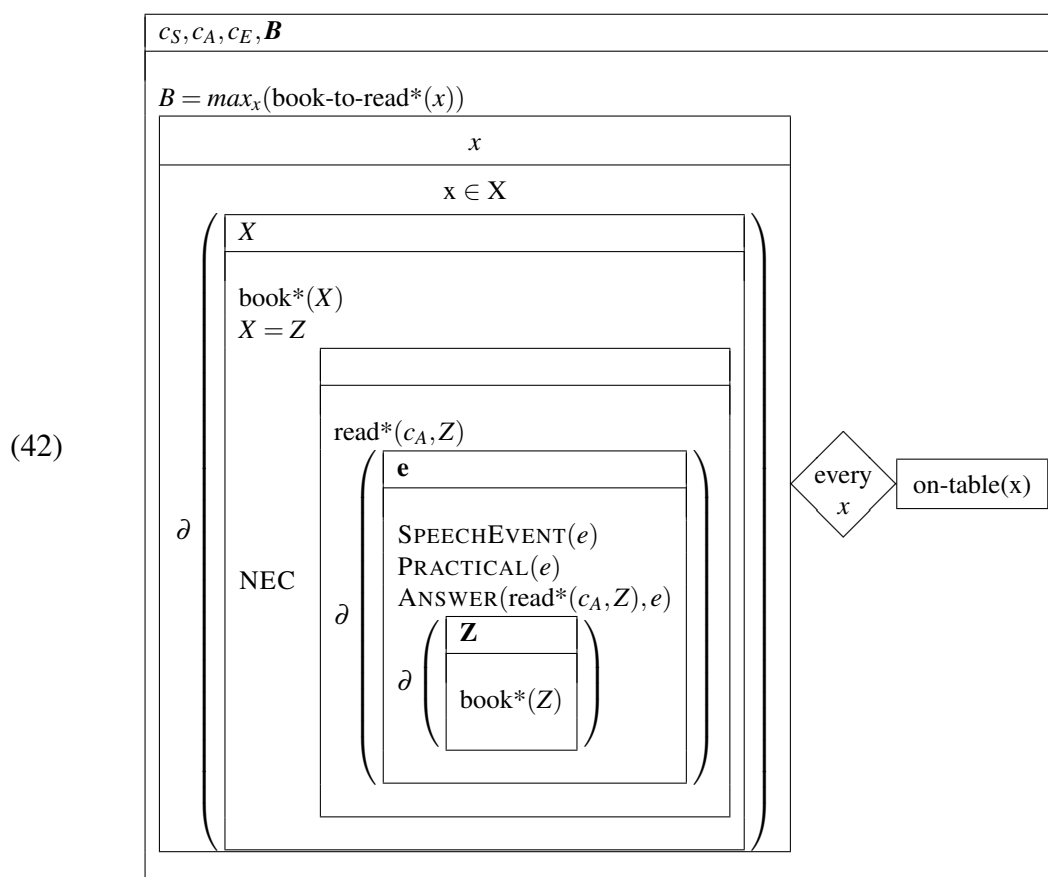 c_S, c_A, c_E, B
B = max_x(book-to-read*(x))
x
x ∈ X
X
book*(X)
X = Z
read*(c_A, Z)
(42)
e
every
x
on-table(x)
SPEECHEVENT(e)
PRACTICAL(e)
∂
NEC
ANSWER(read*(c_A, Z), e)
∂
Z
∂
book*(Z)